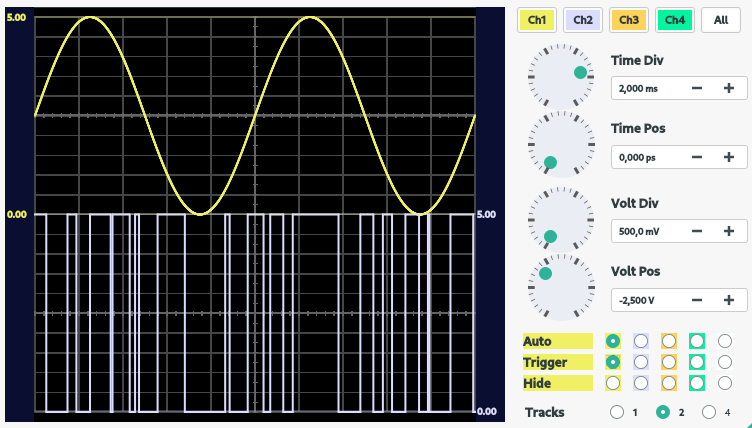 5.00
0.00
5.00
0.00
Ch1 Ch2 Ch3 Ch4 All
Time Div
2,000 ms − +
Time Pos
0,000 ps − +
Volt Div
500,0 mV − +
Volt Pos
-2,500 V − +
Auto
Trigger
Hide
Tracks 1 2 4